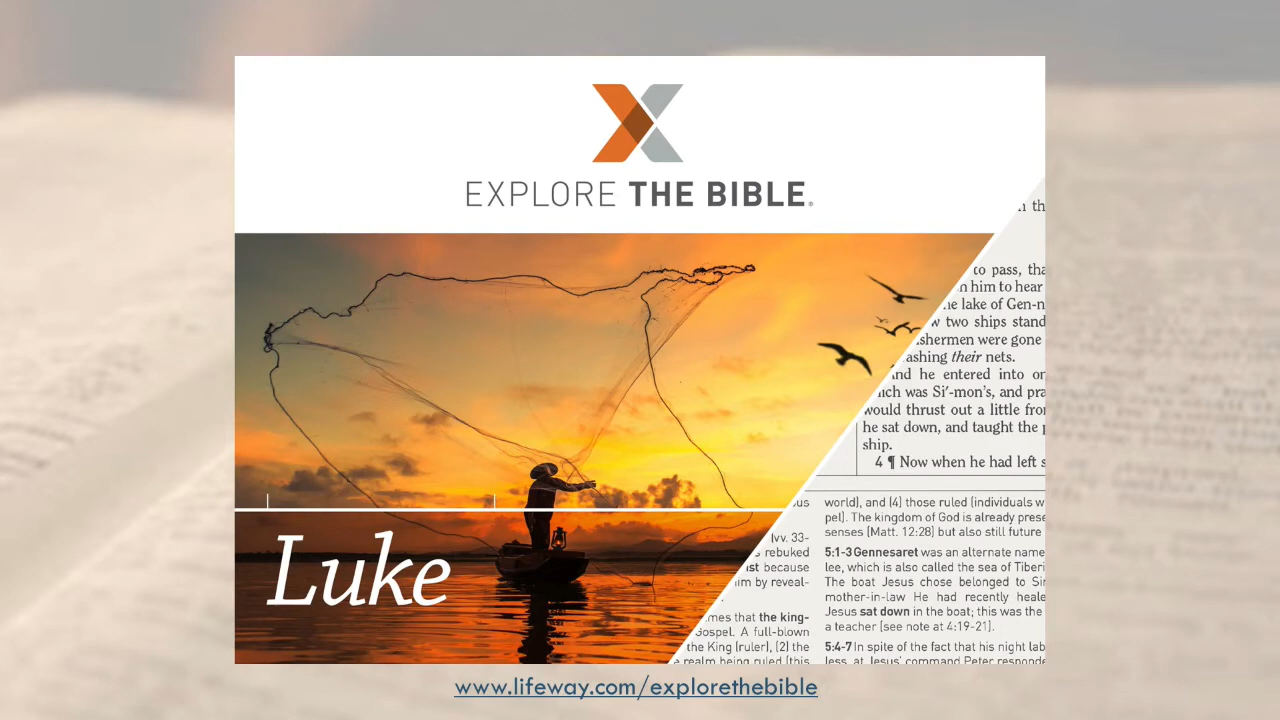 EXPLORE THE BIBLE®
n th
to pass, tha
n him to hear
he lake of Gen-n
w two ships stand
shermen were gone
ashing their nets.
nd he entered into on
ich was Si′-mon's, and pra
would thrust out a little fron
he sat down, and taught the p
ship.
4 ¶ Now when he had left s
ous
(vv. 33-
s rebuked
ist because
im by reveal-
mes that the king-
Gospel. A full-blown
the King (ruler), (2) the
e realm being ruled (this
world), and (4) those ruled (individuals w
pel). The kingdom of God is already prese
senses (Matt. 12:28) but also still future
5:1-3 Gennesaret was an alternate name
lee, which is also called the sea of Tiberi
The boat Jesus chose belonged to Sir
mother-in-law He had recently heale
Jesus sat down in the boat; this was the
a teacher (see note at 4:19-21).
5:4-7 In spite of the fact that his night lab
less, at Jesus' command Peter responde
Luke
www.lifeway.com/explorethebible